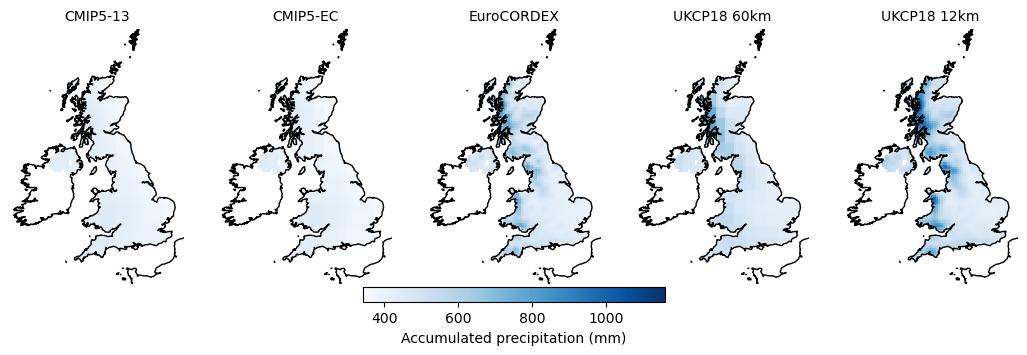 CMIP5-13 CMIP5-EC EuroCORDEX UKCP18 60km UKCP18 12km
400 600 800 1000
Accumulated precipitation (mm)